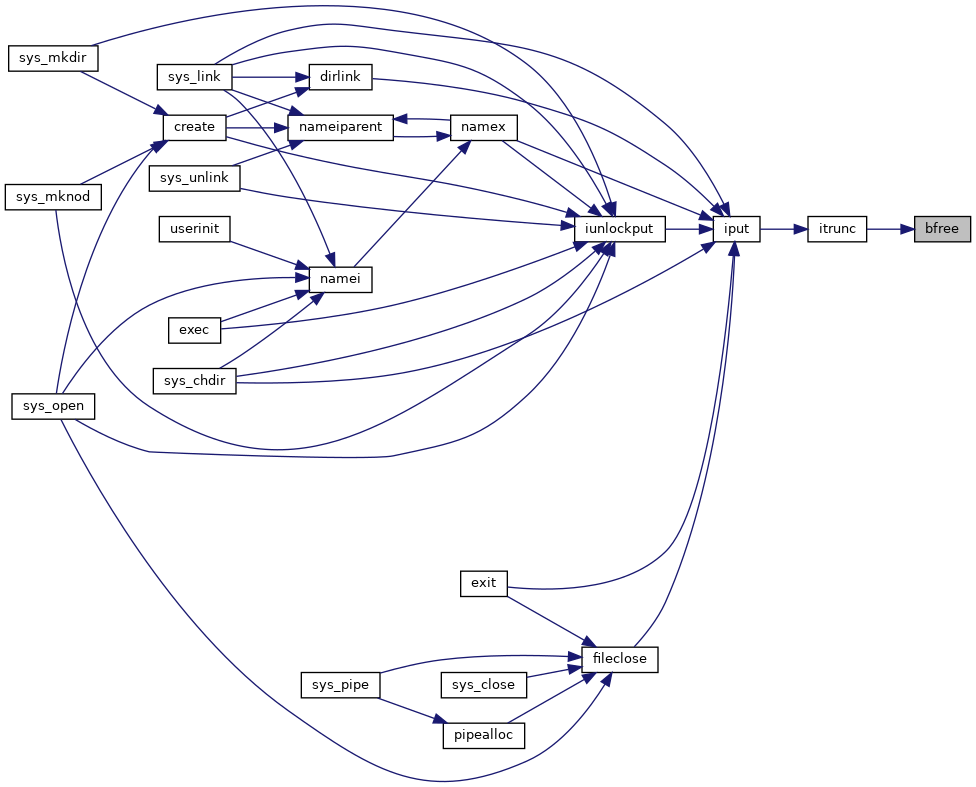 sys_mkdir
sys_link
dirlink
create
nameiparent
namex
sys_unlink
sys_mknod
userinit
iunlockput
iput
itrunc
bfree
namei
exec
sys_chdir
sys_open
exit
fileclose
sys_pipe
sys_close
pipealloc